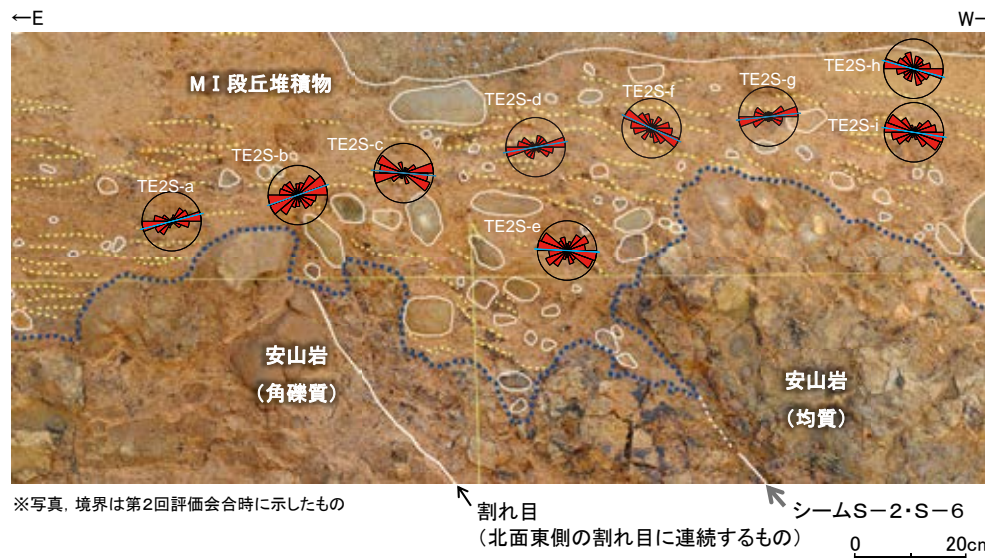 ←E
W→
MⅠ段丘堆積物
TE2S-h
TE2S-g
TE2S-f
TE2S-d
TE2S-i
TE2S-c
TE2S-b
TE2S-a
TE2S-e
安山岩
（角礫質）
安山岩
（均質）
※写真，境界は第2回評価会合時に示したもの
割れ目
（北面東側の割れ目に連続するもの）
シームS－2・S－6
0 20cm